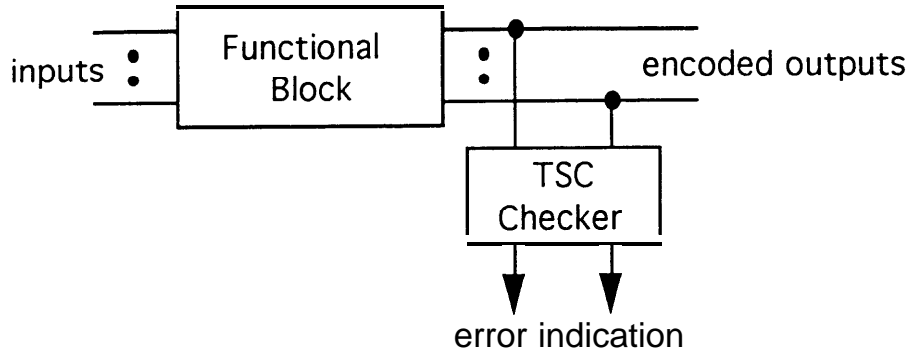 Functional
Block
inputs
encoded outputs
TSC
Checker
error indication